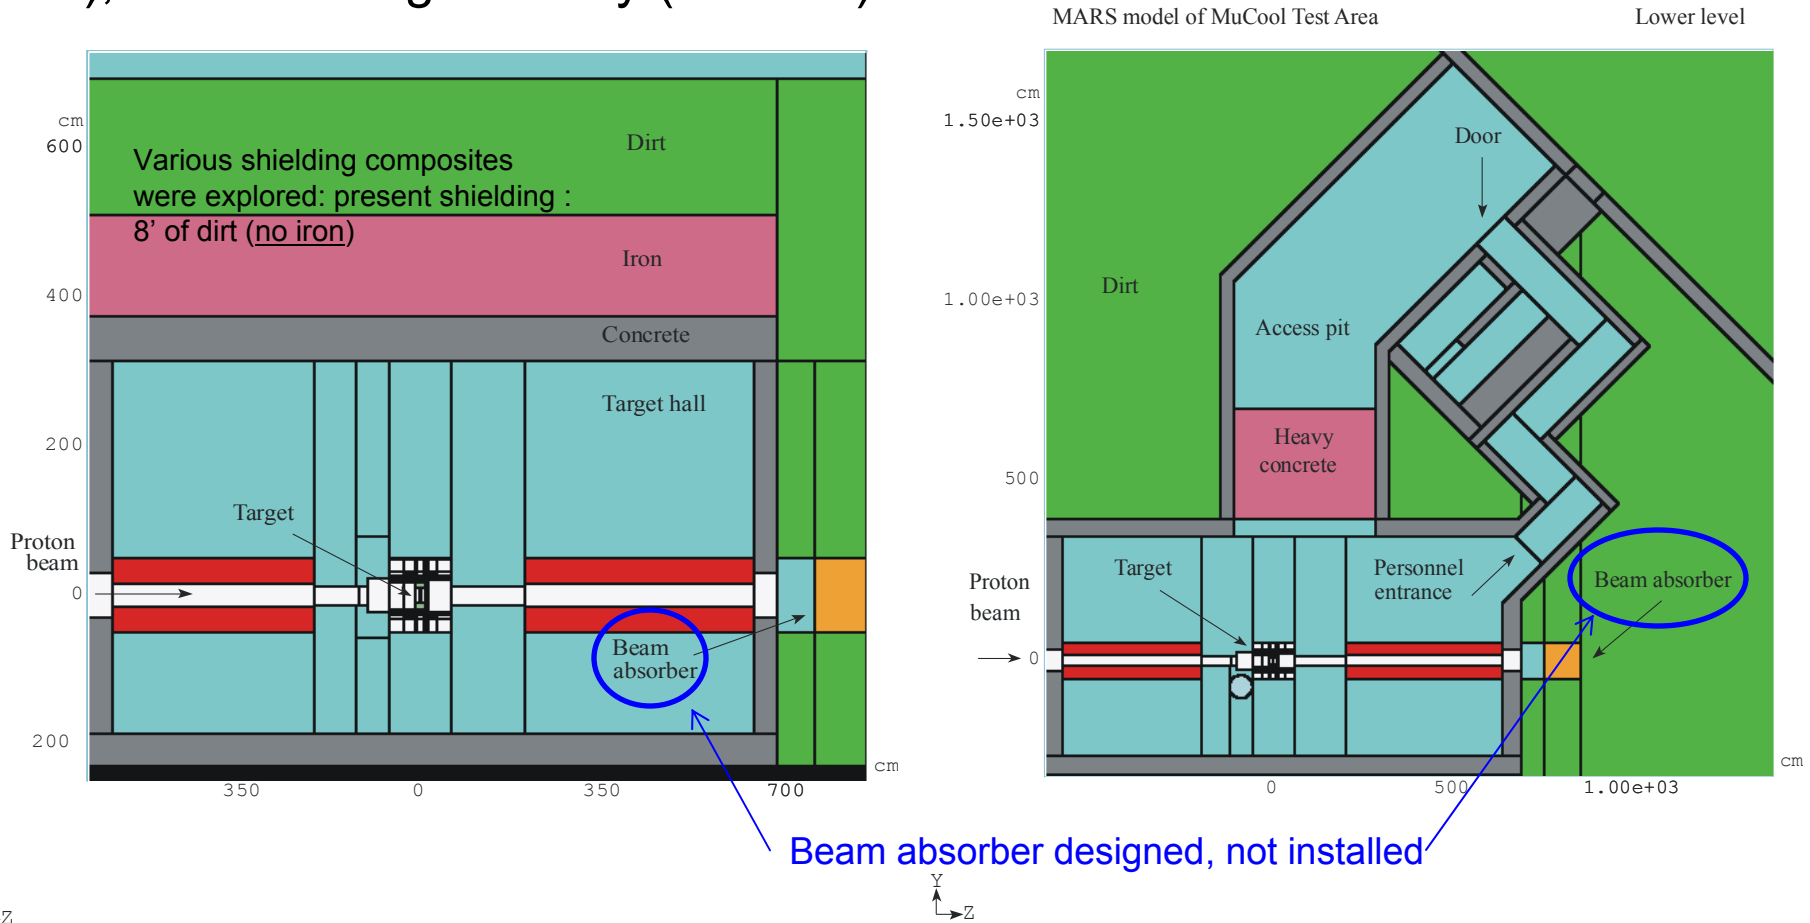 MARS model of MuCool Test Area
Lower level
cm
600
400
200
0
200
Various shielding composites
were explored: present shielding :
8’ of dirt (no iron)
Dirt
Iron
Concrete
Target hall
Target
Proton
beam
Beam
absorber
350
0
350
700
cm
cm
1.50e+03
1.00e+03
500
0
Door
Dirt
Access pit
Heavy
concrete
Target
Personnel
entrance
Beam absorber
Proton
beam
0
500
1.00e+03
cm
Beam absorber designed, not installed
Y
Z
Z